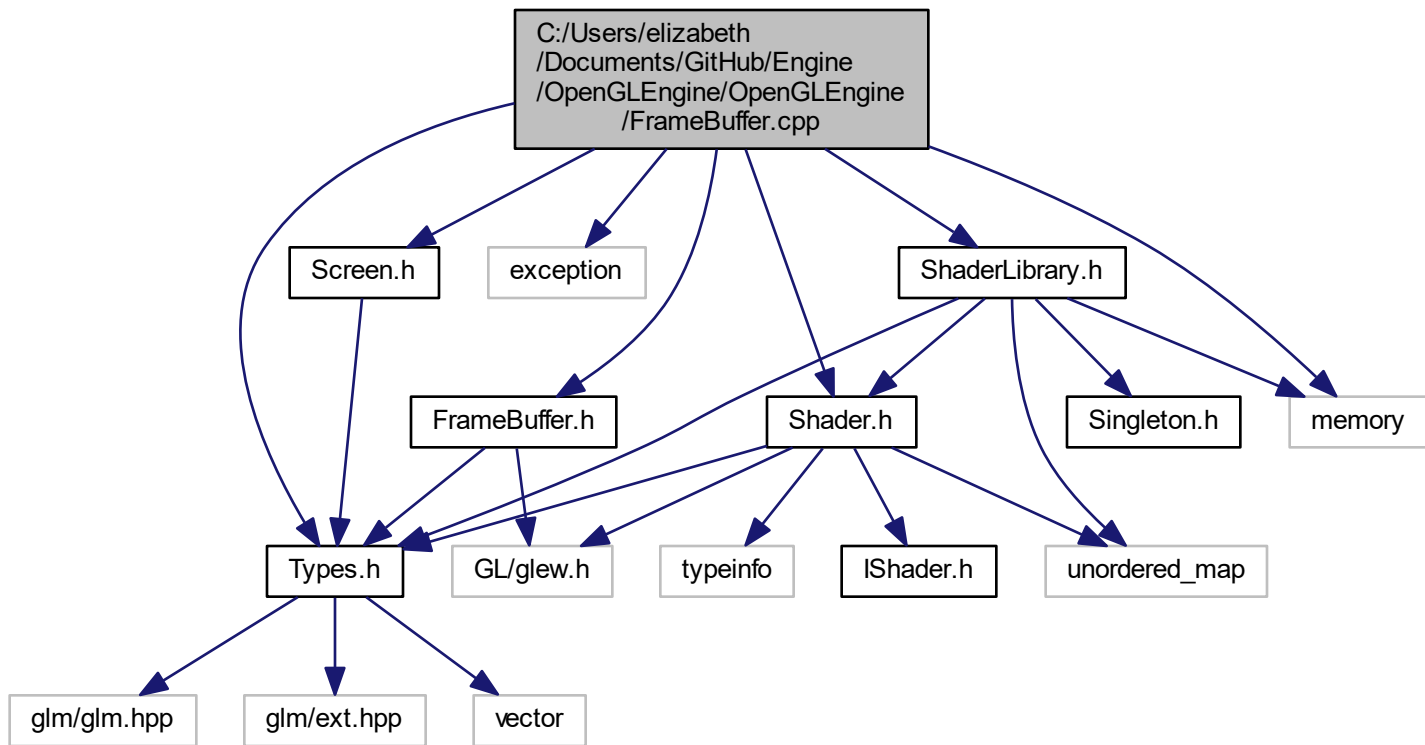 C:/Users/elizabeth
/Documents/GitHub/Engine
/OpenGLEngine/OpenGLEngine
/FrameBuffer.cpp
Screen.h
exception
ShaderLibrary.h
FrameBuffer.h
Shader.h
Singleton.h
memory
Types.h
GL/glew.h
typeinfo
IShader.h
unordered_map
glm/glm.hpp
glm/ext.hpp
vector